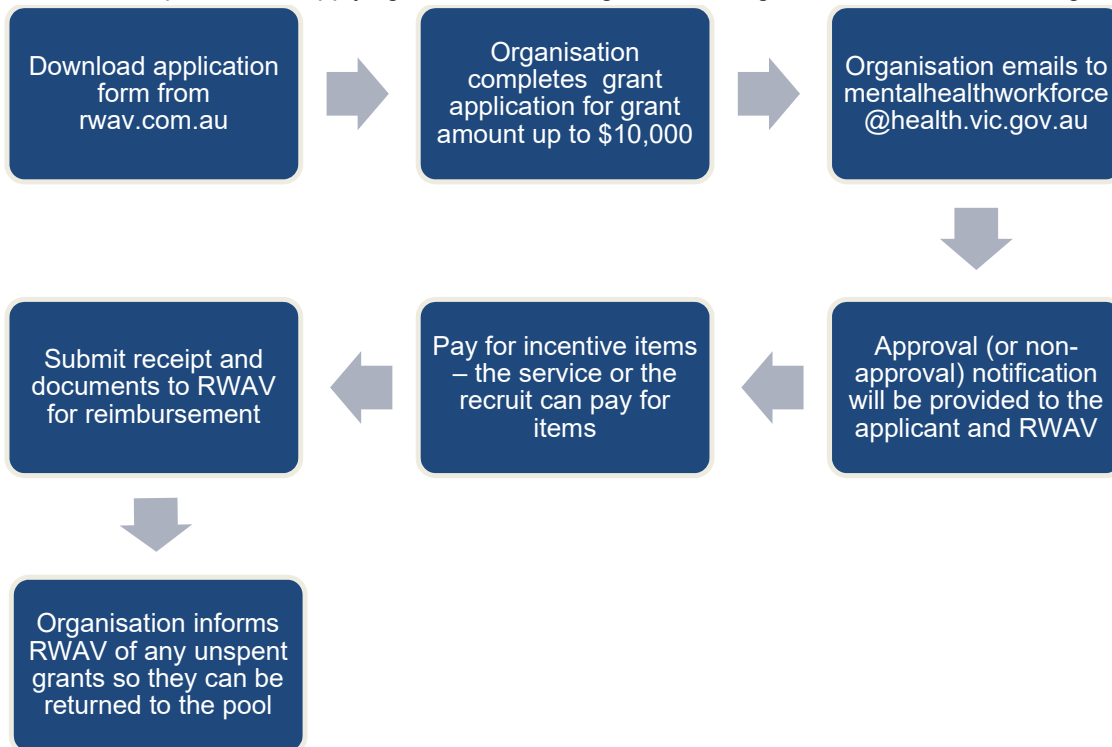 Download application
form from
rwav.com.au
Organisation
completes grant
application for grant
amount up to $10,000
Organisation emails to
mentalhealthworkforce
@health.vic.gov.au
Approval (or non-
approval) notification
will be provided to the
applicant and RWAV
Pay for incentive items
– the service or the
recruit can pay for
items
Submit receipt and
documents to RWAV
for reimbursement
Organisation informs
RWAV of any unspent
grants so they can be
returned to the pool